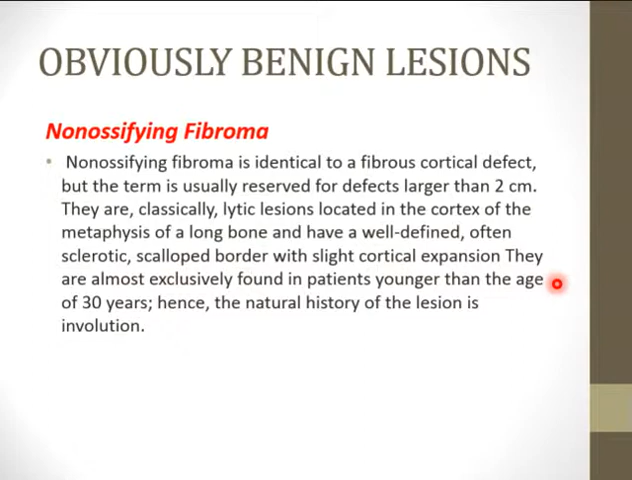 OBVIOUSLY BENIGN LESIONS
Nonossifying Fibroma
• Nonossifying fibroma is identical to a fibrous cortical defect,
but the term is usually reserved for defects larger than 2 cm.
They are, classically, lytic lesions located in the cortex of the
metaphysis of a long bone and have a well-defined, often
sclerotic, scalloped border with slight cortical expansion They
are almost exclusively found in patients younger than the age
of 30 years; hence, the natural history of the lesion is
involution.